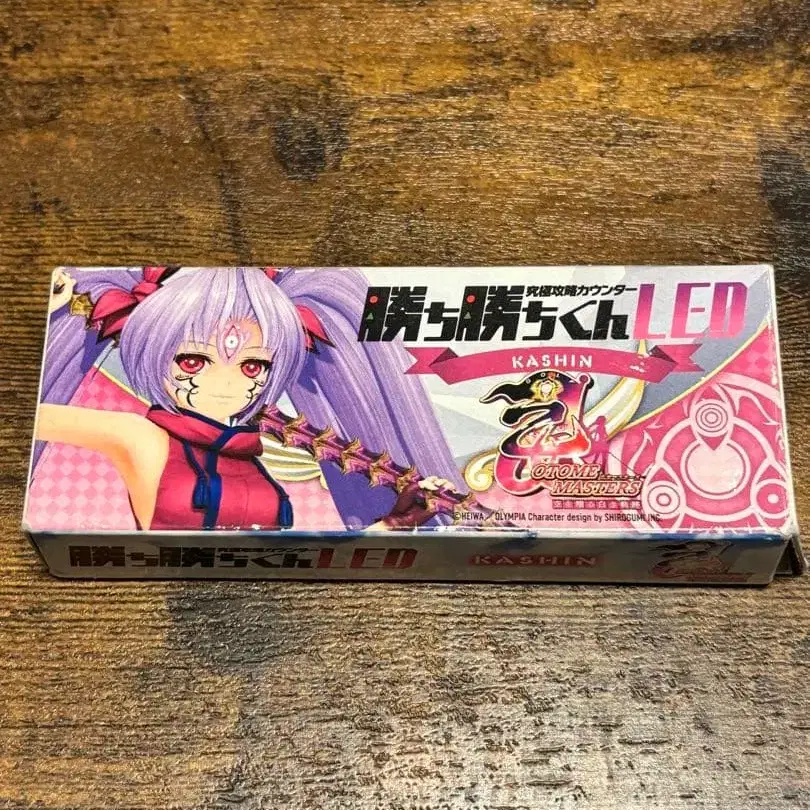 究極攻略カウンター
勝ち勝ちくんLED
KASHIN
乙
OTOME
MASTERS
©HEIWA / OLYMPIA Character design by SHIROGUMI INC.
勝ち勝ちくんLED
KASHIN